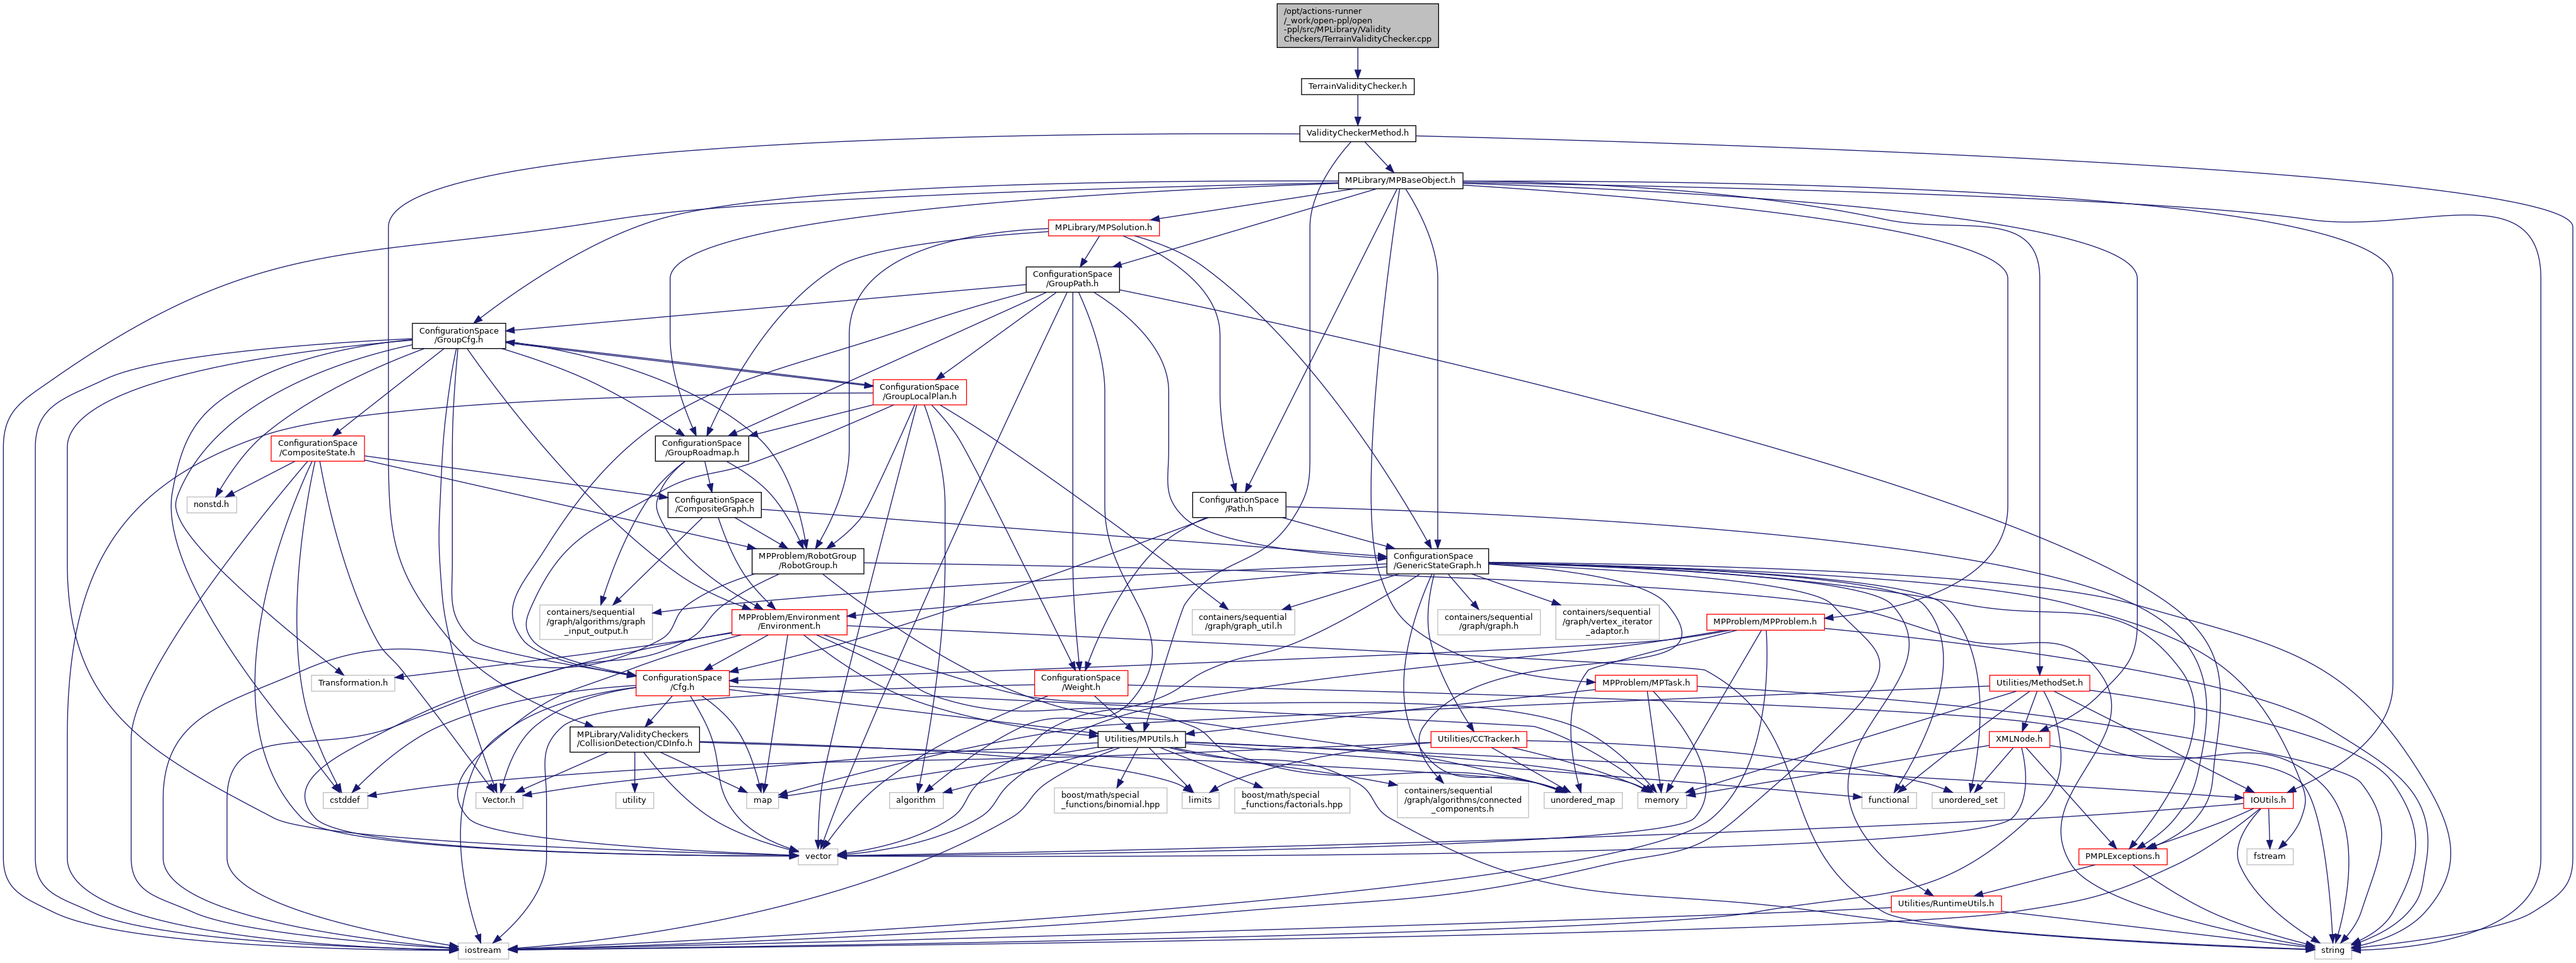 /opt/actions-runner
/_work/open-ppl/open
-ppl/src/MPLibrary/Validity
Checkers/TerrainValidityChecker.cpp
TerrainValidityChecker.h
ValidityCheckerMethod.h
MPLibrary/MPBaseObject.h
MPLibrary/MPSolution.h
ConfigurationSpace
/GroupPath.h
ConfigurationSpace
/GroupCfg.h
ConfigurationSpace
/GroupLocalPlan.h
ConfigurationSpace
/CompositeState.h
ConfigurationSpace
/GroupRoadmap.h
nonstd.h
ConfigurationSpace
/CompositeGraph.h
ConfigurationSpace
/Path.h
MPProblem/RobotGroup
/RobotGroup.h
ConfigurationSpace
/GenericStateGraph.h
containers/sequential
/graph/algorithms/graph
_input_output.h
MPProblem/Environment
/Environment.h
containers/sequential
/graph/graph_util.h
containers/sequential
/graph/graph.h
containers/sequential
/graph/vertex_iterator
_adaptor.h
MPProblem/MPProblem.h
Transformation.h
ConfigurationSpace
/Cfg.h
ConfigurationSpace
/Weight.h
MPProblem/MPTask.h
Utilities/MethodSet.h
MPLibrary/ValidityCheckers
/CollisionDetection/CDInfo.h
Utilities/MPUtils.h
Utilities/CCTracker.h
XMLNode.h
cstddef
Vector.h
utility
map
algorithm
boost/math/special
_functions/binomial.hpp
limits
boost/math/special
_functions/factorials.hpp
containers/sequential
/graph/algorithms/connected
_components.h
unordered_map
memory
functional
unordered_set
IOUtils.h
vector
PMPLExceptions.h
fstream
Utilities/RuntimeUtils.h
iostream
string